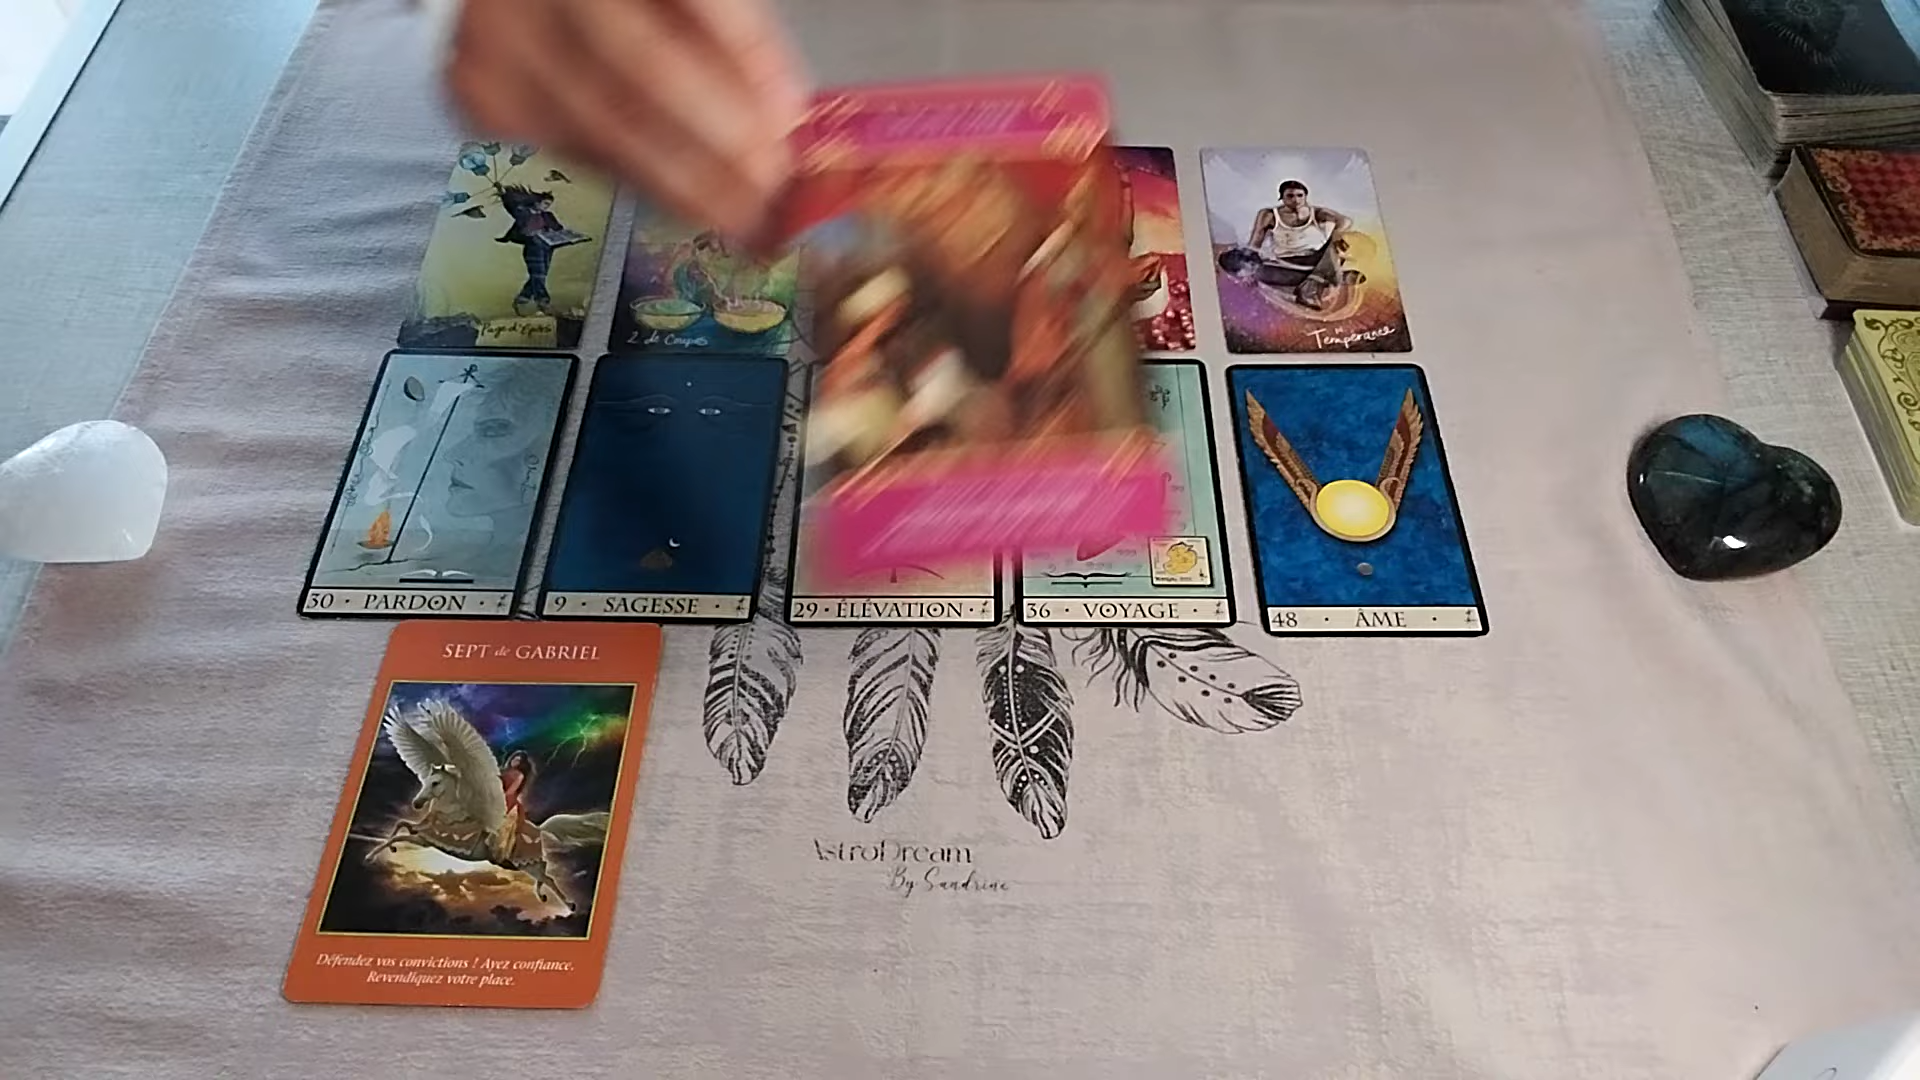 Page d'Épées
2 de Coupes
Tempérance
30 · PARDON ·
9 · SAGESSE ·
29 · ÉLÉVATION ·
36 · VOYAGE ·
48 · ÂME ·
SEPT de GABRIEL
Défendez vos convictions ! Ayez confiance.
Revendiquez votre place.
AstroDream
By Sandrine